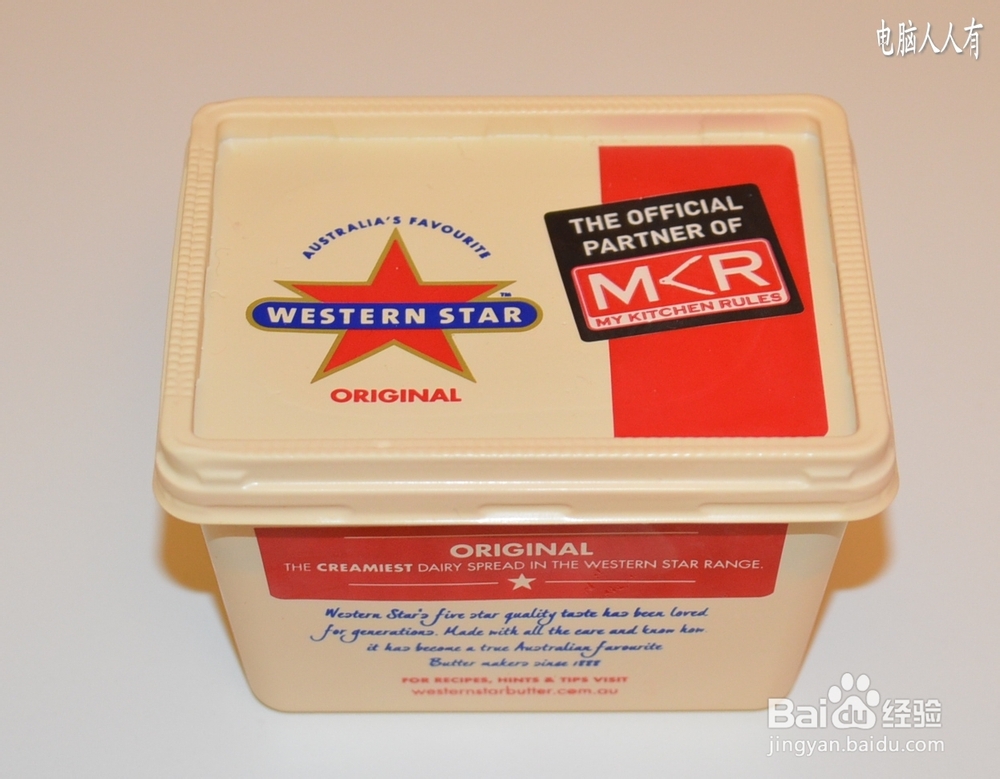 电脑人人有
AUSTRALIA'S FAVOURITE
WESTERN STAR™
ORIGINAL
THE OFFICIAL
PARTNER OF
MKR
MY KITCHEN RULES
ORIGINAL
THE CREAMIEST DAIRY SPREAD IN THE WESTERN STAR RANGE.
Western Star's five star quality taste has been loved
for generations. Made with all the care and know how.
it has become a true Australian favourite
Butter makers since 1888
FOR RECIPES, HINTS & TIPS VISIT
westernstarbutter.com.au
Baidu经验
jingyan.baidu.com